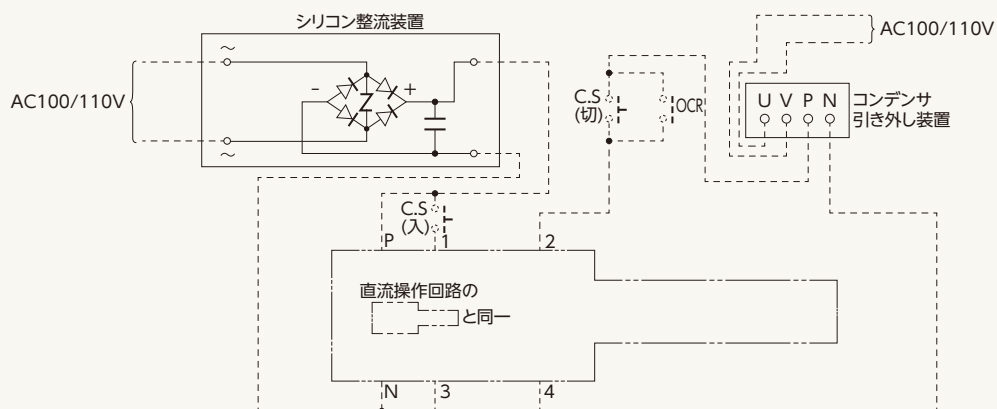 シリコン整流装置
AC100/110V
～
－
＋
～
AC100/110V
C.S
(切)
OCR
U V P N
コンデンサ
引き外し装置
C.S
(入)
P
1
2
直流操作回路の
と同一
N
3
4